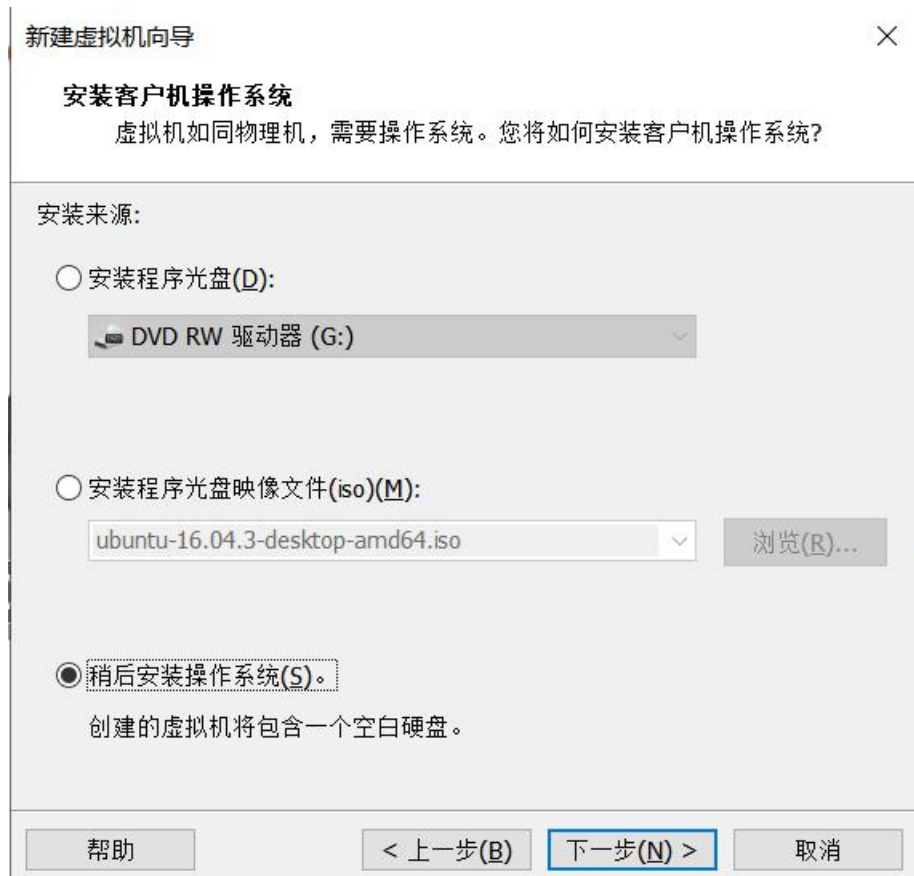 新建虚拟机向导
安装客户机操作系统
虚拟机如同物理机，需要操作系统。您将如何安装客户机操作系统?
安装来源:
安装程序光盘(D):
DVD RW 驱动器 (G:)
安装程序光盘映像文件(iso)(M):
ubuntu-16.04.3-desktop-amd64.iso
浏览(R)...
稍后安装操作系统(S)。
创建的虚拟机将包含一个空白硬盘。
帮助
< 上一步(B)
下一步(N) >
取消